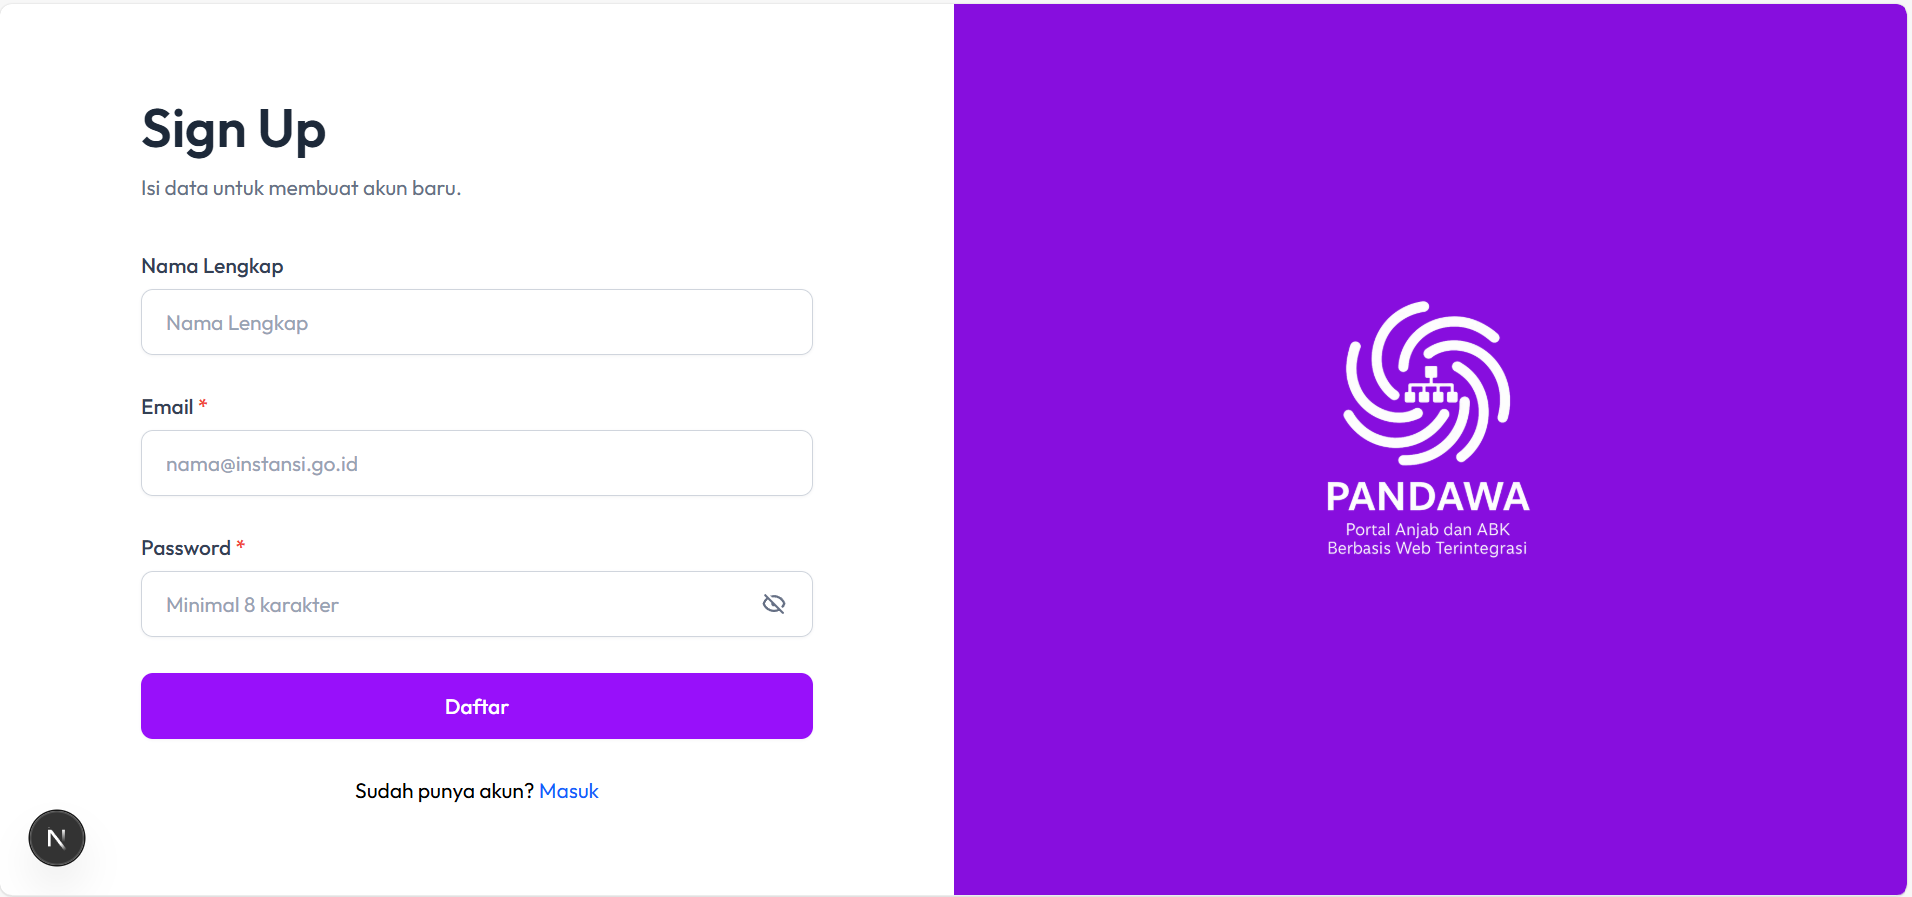 Sign Up
Isi data untuk membuat akun baru.
Nama Lengkap
Nama Lengkap
Email *
nama@instansi.go.id
Password *
Minimal 8 karakter
Daftar
Sudah punya akun? Masuk
N
PANDAWA
Portal Anjab dan ABK
Berbasis Web Terintegrasi